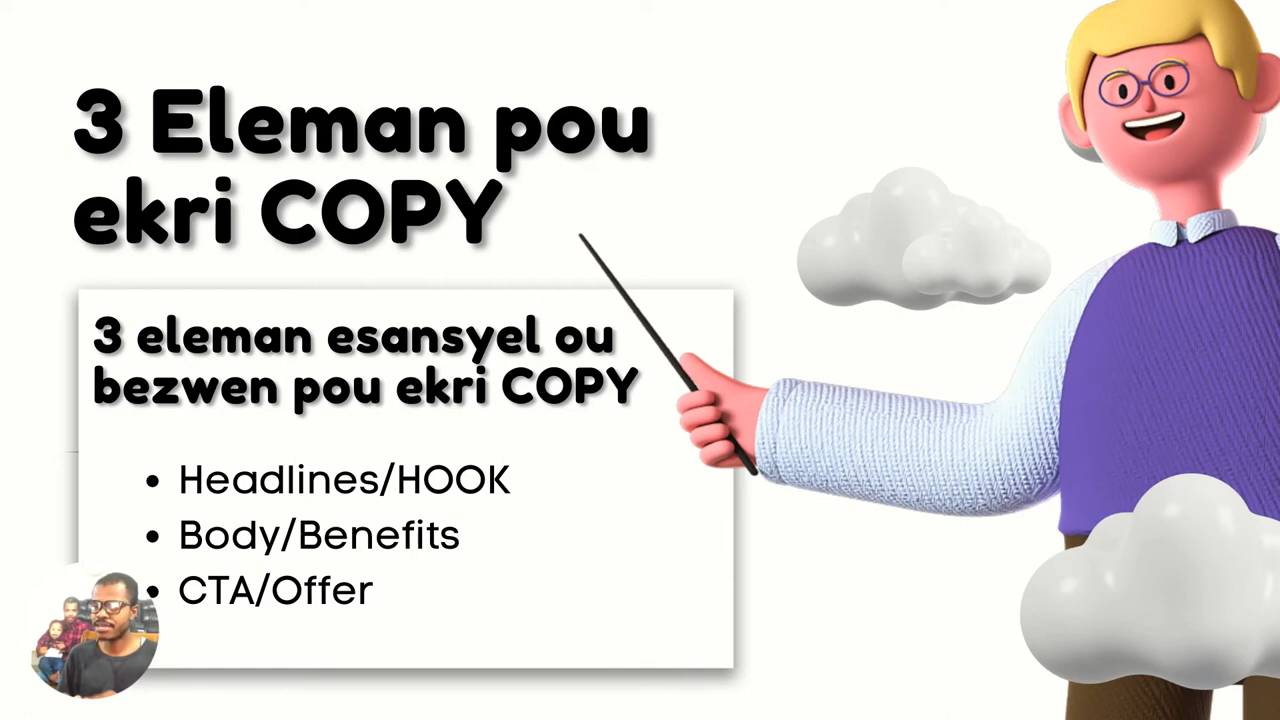 3 Eleman pou
ekri COPY
3 eleman esansyel ou
bezwen pou ekri COPY
• Headlines/HOOK
• Body/Benefits
• CTA/Offer